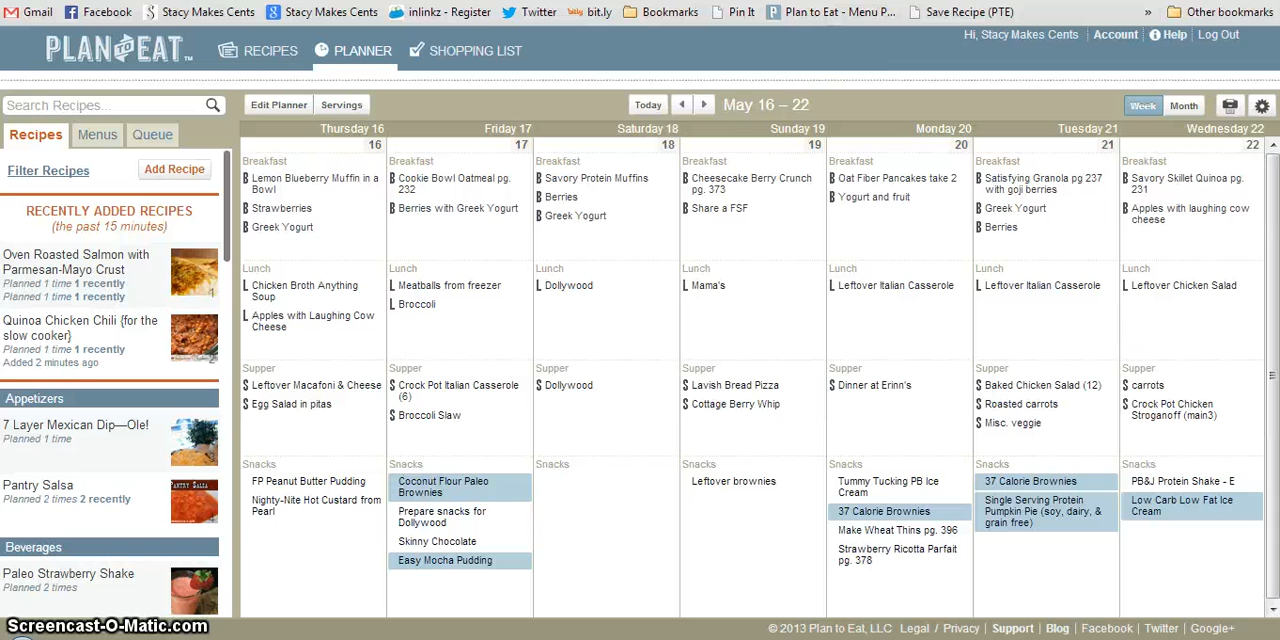 Gmail Facebook Stacy Makes Cents Stacy Makes Cents inlinkz - Register Twitter bitly bit.ly Bookmarks Pin It Plan to Eat - Menu P... Save Recipe (PTE) » Other bookmarks
PLAN TO EAT™ RECIPES PLANNER SHOPPING LIST
Hi, Stacy Makes Cents Account Help Log Out
Search Recipes...
Edit Planner Servings Today May 16 – 22 Week Month
Recipes Menus Queue
Filter Recipes Add Recipe
RECENTLY ADDED RECIPES
(the past 15 minutes)
Oven Roasted Salmon with
Parmesan-Mayo Crust
Planned 1 time 1 recently
Planned 1 time 1 recently
Quinoa Chicken Chili {for the
slow cooker}
Planned 1 time 1 recently
Added 2 minutes ago
Appetizers
7 Layer Mexican Dip—Ole!
Planned 1 time
Pantry Salsa
Planned 2 times 2 recently
PANTRY SALSA
Beverages
Paleo Strawberry Shake
Planned 2 times
Thursday 16 Friday 17 Saturday 18 Sunday 19 Monday 20 Tuesday 21 Wednesday 22
16 17 18 19 20 21 22
Breakfast
B Lemon Blueberry Muffin in a
Bowl
B Strawberries
B Greek Yogurt
Lunch
L Chicken Broth Anything
Soup
L Apples with Laughing Cow
Cheese
Supper
S Leftover Macafoni & Cheese
S Egg Salad in pitas
Snacks
FP Peanut Butter Pudding
Nighty-Nite Hot Custard from
Pearl
Breakfast
B Cookie Bowl Oatmeal pg.
232
B Berries with Greek Yogurt
Lunch
L Meatballs from freezer
L Broccoli
Supper
S Crock Pot Italian Casserole
(6)
S Broccoli Slaw
Snacks
Coconut Flour Paleo
Brownies
Prepare snacks for
Dollywood
Skinny Chocolate
Easy Mocha Pudding
Breakfast
B Savory Protein Muffins
B Berries
B Greek Yogurt
Lunch
L Dollywood
Supper
S Dollywood
Snacks
Breakfast
B Cheesecake Berry Crunch
pg. 373
B Share a FSF
Lunch
L Mama's
Supper
S Lavish Bread Pizza
S Cottage Berry Whip
Snacks
Leftover brownies
Breakfast
B Oat Fiber Pancakes take 2
B Yogurt and fruit
Lunch
L Leftover Italian Casserole
Supper
S Dinner at Erinn's
Snacks
Tummy Tucking PB Ice
Cream
37 Calorie Brownies
Make Wheat Thins pg. 396
Strawberry Ricotta Parfait
pg. 378
Breakfast
B Satisfying Granola pg 237
with goji berries
B Greek Yogurt
B Berries
Lunch
L Leftover Italian Casserole
Supper
S Baked Chicken Salad (12)
S Roasted carrots
S Misc. veggie
Snacks
37 Calorie Brownies
Single Serving Protein
Pumpkin Pie (soy, dairy, &
grain free)
Breakfast
B Savory Skillet Quinoa pg.
231
B Apples with laughing cow
cheese
Lunch
L Leftover Chicken Salad
Supper
S carrots
S Crock Pot Chicken
Stroganoff (main3)
Snacks
PB&J Protein Shake - E
Low Carb Low Fat Ice
Cream
Screencast-O-Matic.com
© 2013 Plan to Eat, LLC Legal / Privacy | Support | Blog | Facebook | Twitter | Google+